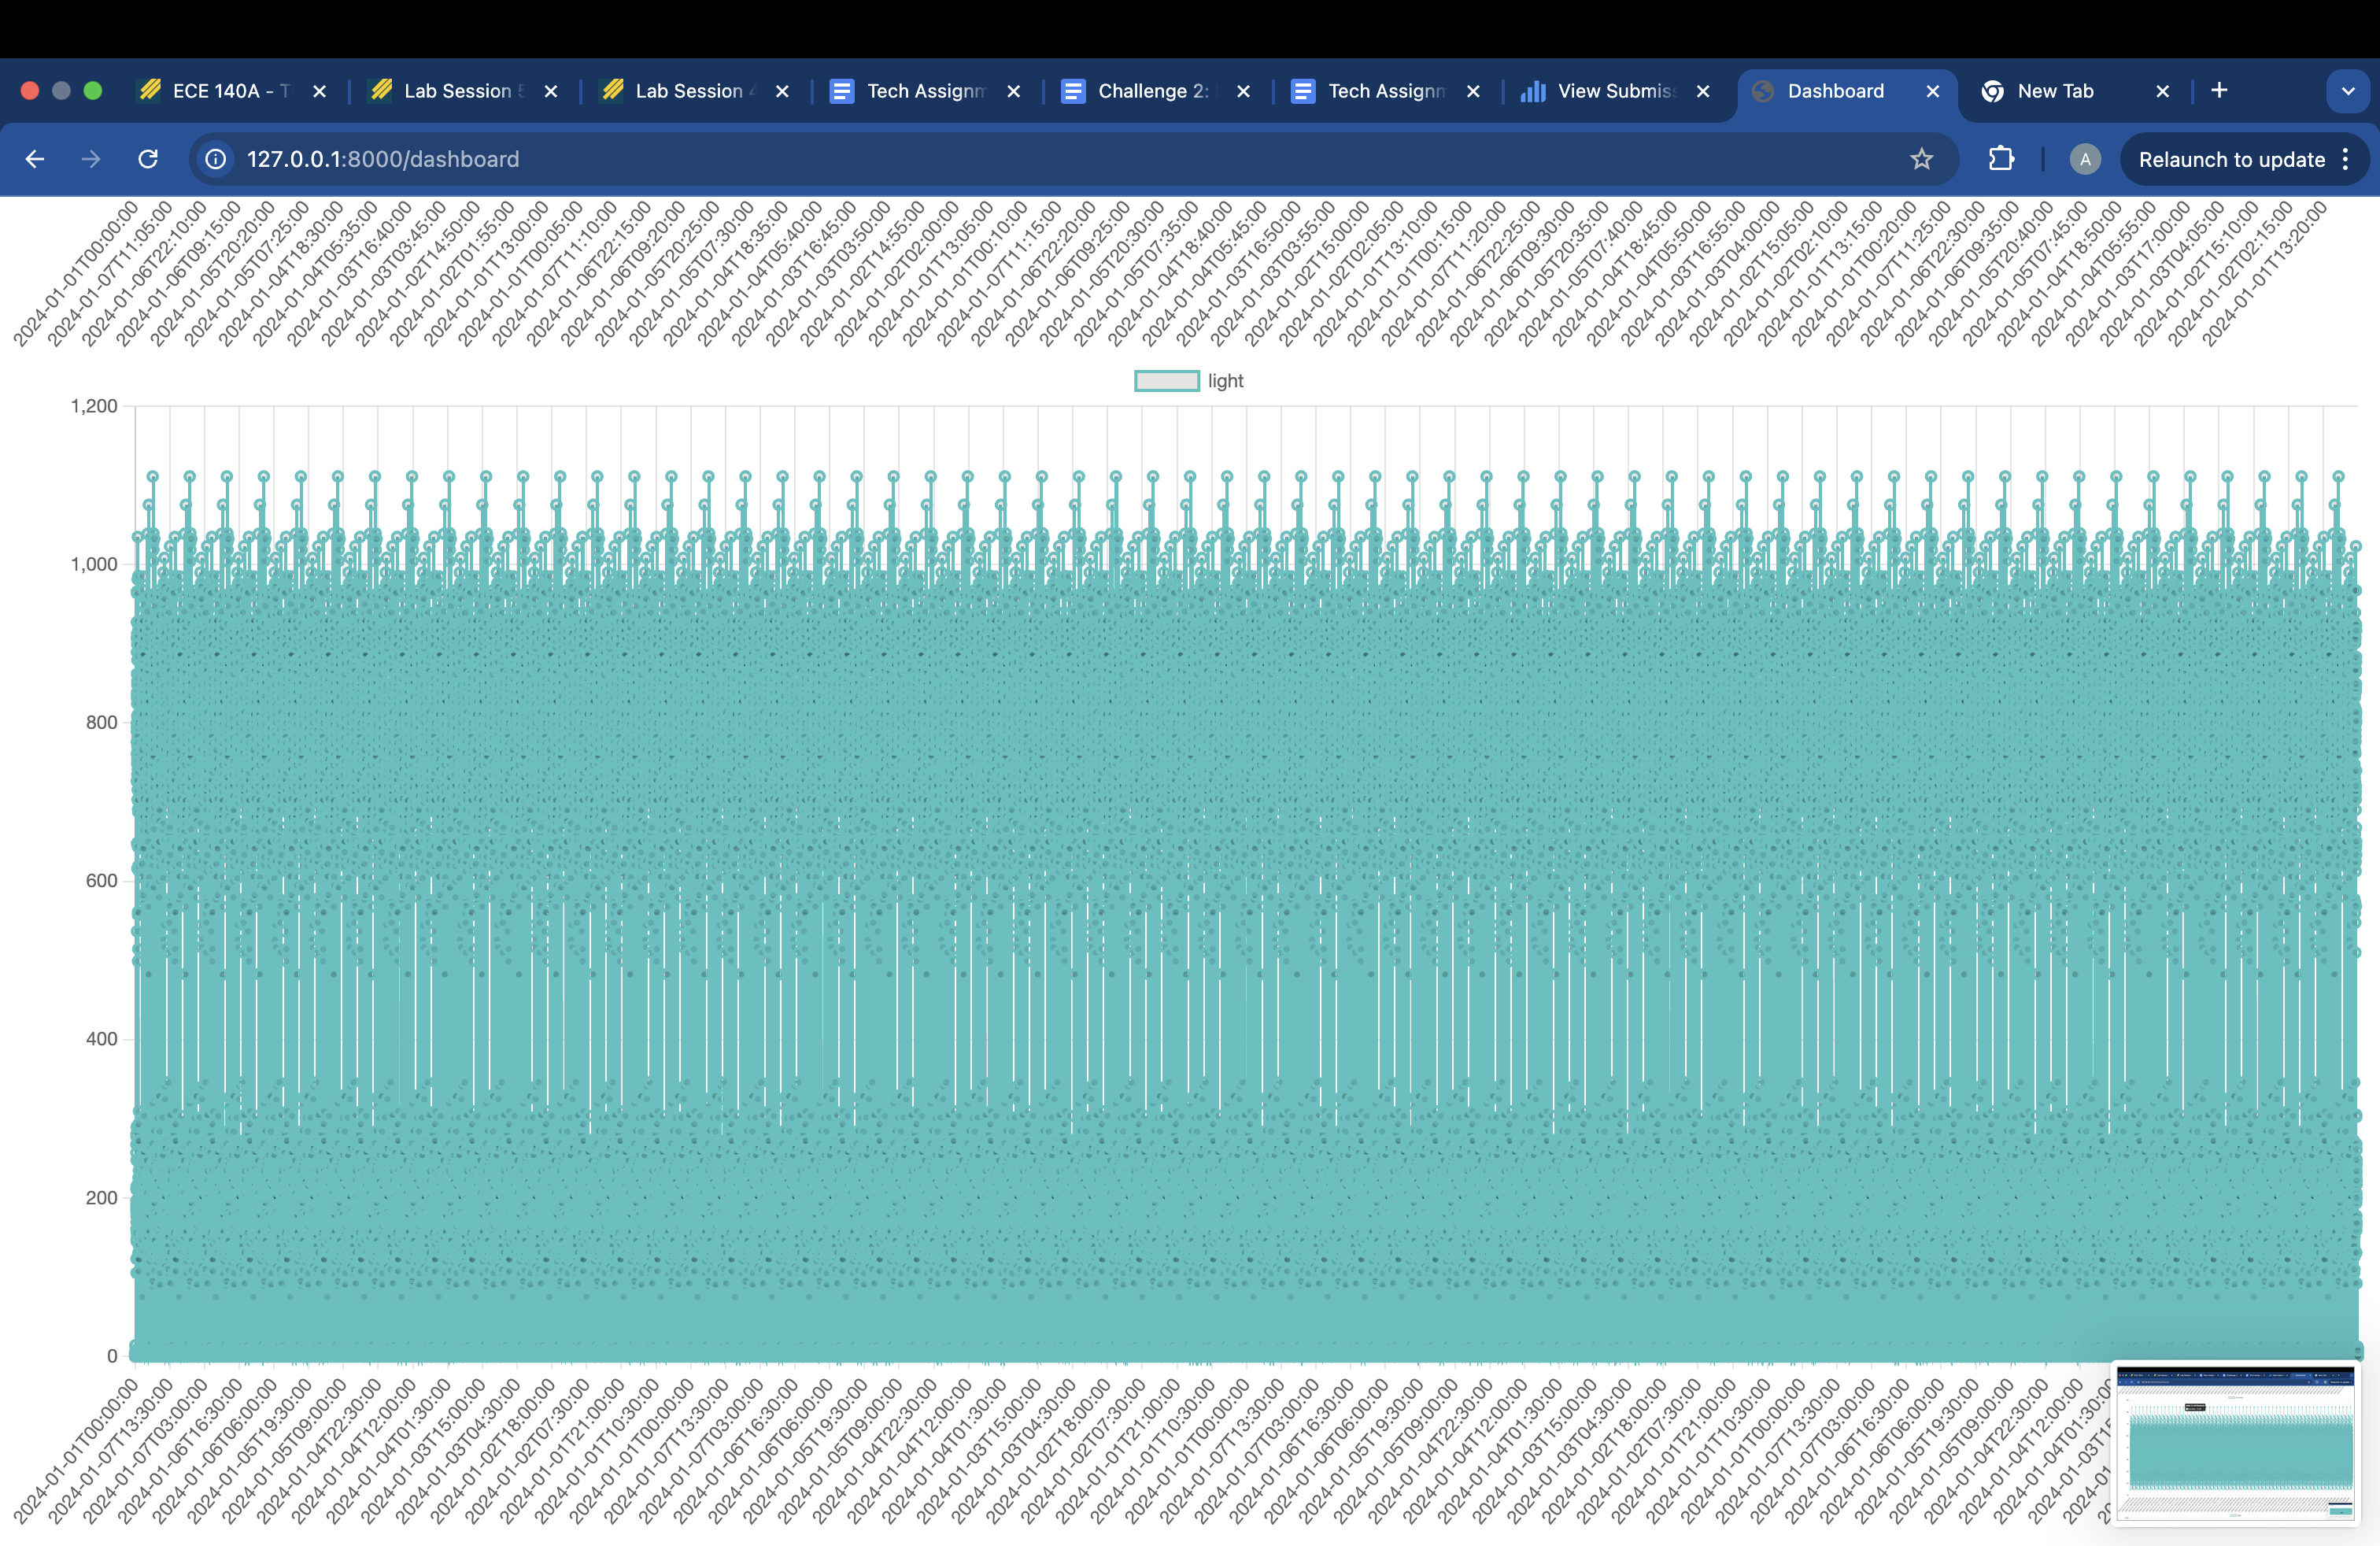 ECE 140A - T
Lab Session 5
Lab Session 4
Tech Assignm
Challenge 2:
Tech Assignm
View Submiss
Dashboard
New Tab
127.0.0.1:8000/dashboard
A
Relaunch to update
2024-01-01T00:00:00
2024-01-07T11:05:00
2024-01-06T22:10:00
2024-01-06T09:15:00
2024-01-05T20:20:00
2024-01-05T07:25:00
2024-01-04T18:30:00
2024-01-04T05:35:00
2024-01-03T16:40:00
2024-01-03T03:45:00
2024-01-02T14:50:00
2024-01-02T01:55:00
2024-01-01T13:00:00
2024-01-01T00:05:00
2024-01-07T11:10:00
2024-01-06T22:15:00
2024-01-06T09:20:00
2024-01-05T20:25:00
2024-01-05T07:30:00
2024-01-04T18:35:00
2024-01-04T05:40:00
2024-01-03T16:45:00
2024-01-03T03:50:00
2024-01-02T14:55:00
2024-01-02T02:00:00
2024-01-01T13:05:00
2024-01-01T00:10:00
2024-01-07T11:15:00
2024-01-06T22:20:00
2024-01-06T09:25:00
2024-01-05T20:30:00
2024-01-05T07:35:00
2024-01-04T18:40:00
2024-01-04T05:45:00
2024-01-03T16:50:00
2024-01-03T03:55:00
2024-01-02T15:00:00
2024-01-02T02:05:00
2024-01-01T13:10:00
2024-01-01T00:15:00
2024-01-07T11:20:00
2024-01-06T22:25:00
2024-01-06T09:30:00
2024-01-05T20:35:00
2024-01-05T07:40:00
2024-01-04T18:45:00
2024-01-04T05:50:00
2024-01-03T16:55:00
2024-01-03T04:00:00
2024-01-02T15:05:00
2024-01-02T02:10:00
2024-01-01T13:15:00
2024-01-01T00:20:00
2024-01-07T11:25:00
2024-01-06T22:30:00
2024-01-06T09:35:00
2024-01-05T20:40:00
2024-01-05T07:45:00
2024-01-04T18:50:00
2024-01-04T05:55:00
2024-01-03T17:00:00
2024-01-03T04:05:00
2024-01-02T15:10:00
2024-01-02T02:15:00
2024-01-01T13:20:00
light
1,200
1,000
800
600
400
200
0
2024-01-01T00:00:00
2024-01-07T13:30:00
2024-01-07T03:00:00
2024-01-06T16:30:00
2024-01-06T06:00:00
2024-01-05T19:30:00
2024-01-05T09:00:00
2024-01-04T22:30:00
2024-01-04T12:00:00
2024-01-04T01:30:00
2024-01-03T15:00:00
2024-01-03T04:30:00
2024-01-02T18:00:00
2024-01-02T07:30:00
2024-01-01T21:00:00
2024-01-01T10:30:00
2024-01-01T00:00:00
2024-01-07T13:30:00
2024-01-07T03:00:00
2024-01-06T16:30:00
2024-01-06T06:00:00
2024-01-05T19:30:00
2024-01-05T09:00:00
2024-01-04T22:30:00
2024-01-04T12:00:00
2024-01-04T01:30:00
2024-01-03T15:00:00
2024-01-03T04:30:00
2024-01-02T18:00:00
2024-01-02T07:30:00
2024-01-01T21:00:00
2024-01-01T10:30:00
2024-01-01T00:00:00
2024-01-07T13:30:00
2024-01-07T03:00:00
2024-01-06T16:30:00
2024-01-06T06:00:00
2024-01-05T19:30:00
2024-01-05T09:00:00
2024-01-04T22:30:00
2024-01-04T12:00:00
2024-01-04T01:30:00
2024-01-03T15:00:00
2024-01-03T04:30:00
2024-01-02T18:00:00
2024-01-02T07:30:00
2024-01-01T21:00:00
2024-01-01T10:30:00
2024-01-01T00:00:00
2024-01-07T13:30:00
2024-01-07T03:00:00
2024-01-06T16:30:00
2024-01-06T06:00:00
2024-01-05T19:30:00
2024-01-05T09:00:00
2024-01-04T22:30:00
2024-01-04T12:00:00
2024-01-04T01:30:
2024-01-03T1